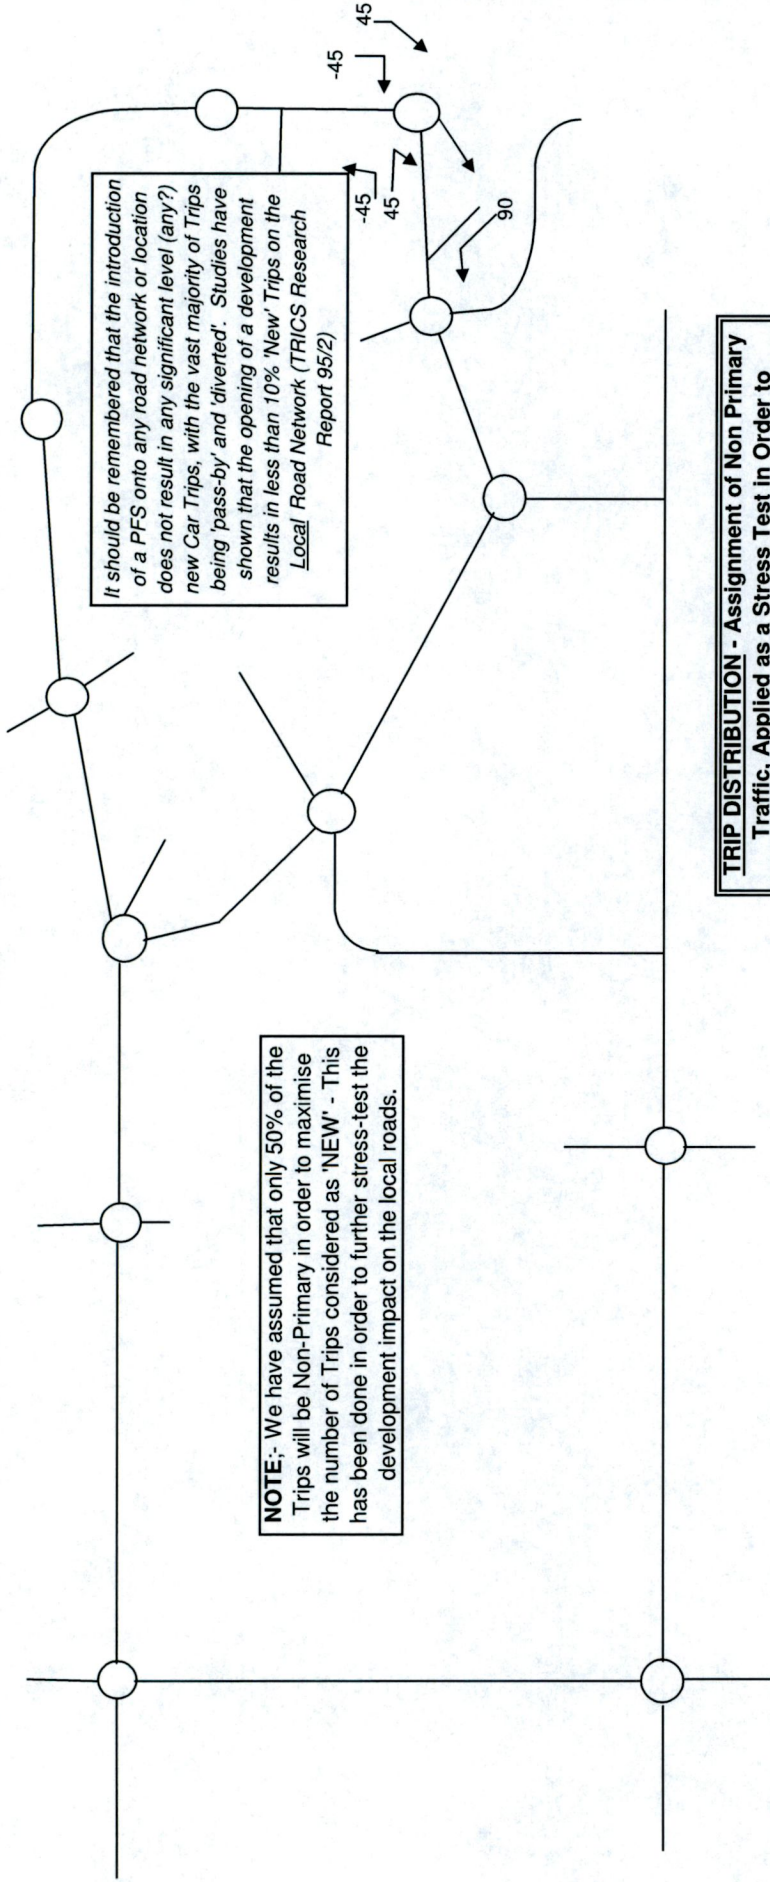 It should be remembered that the introduction
of a PFS onto any road network or location
does not result in any significant level (any?)
new Car Trips, with the vast majority of Trips
being 'pass-by' and 'diverted'. Studies have
shown that the opening of a development
results in less than 10% 'New' Trips on the
Local Road Network (TRICS Research
Report 95/2)
-45
45
-45
45
90
NOTE;- We have assumed that only 50% of the
Trips will be Non-Primary in order to maximise
the number of Trips considered as 'NEW' - This
has been done in order to further stress-test the
development impact on the local roads.
TRIP DISTRIBUTION - Assignment of Non Primary
Traffic, Applied as a Stress Test in Order to